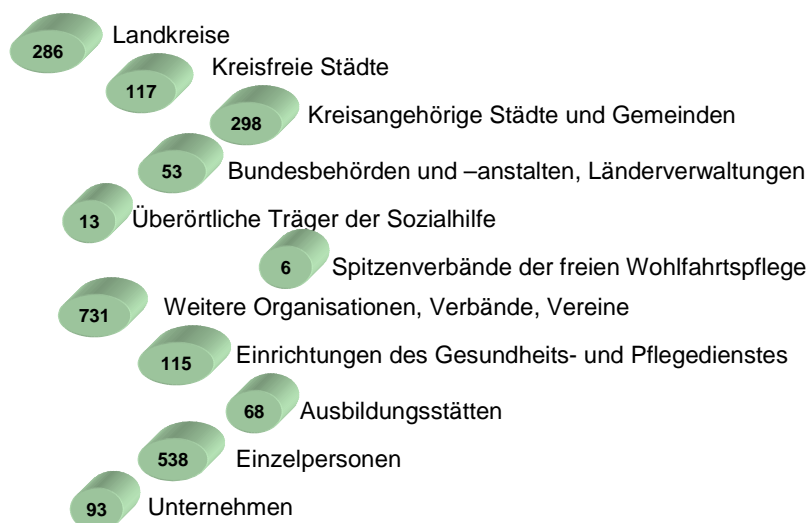 286 Landkreise
117 Kreisfreie Städte
298 Kreisangehörige Städte und Gemeinden
53 Bundesbehörden und –anstalten, Länderverwaltungen
13 Überörtliche Träger der Sozialhilfe
6 Spitzenverbände der freien Wohlfahrtspflege
731 Weitere Organisationen, Verbände, Vereine
115 Einrichtungen des Gesundheits- und Pflegedienstes
68 Ausbildungsstätten
538 Einzelpersonen
93 Unternehmen